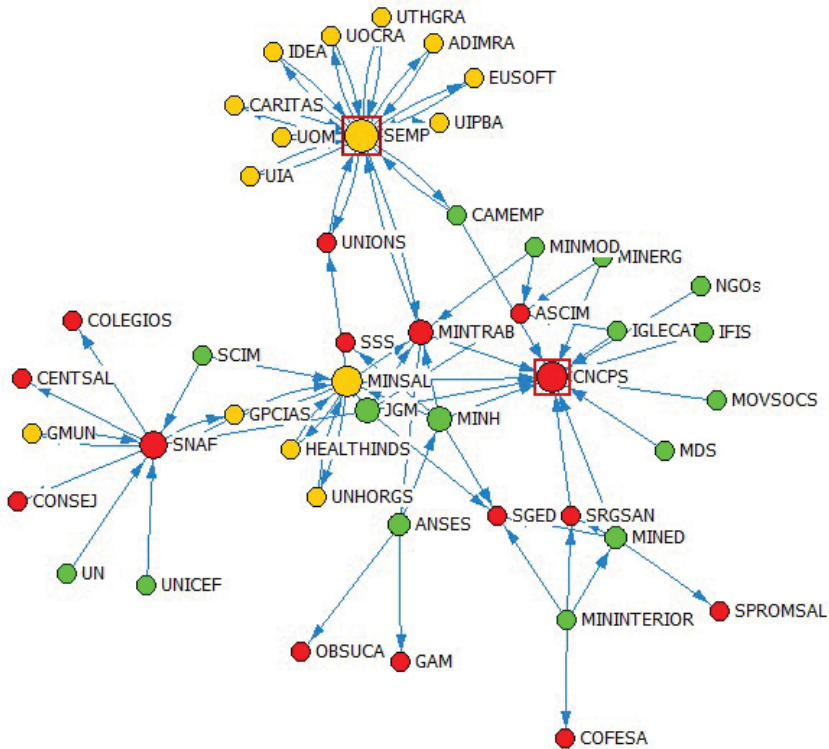 UTHGRA
UOCRA
IDEA
ADIMRA
EUSOFT
CARITAS
UIPBA
UOM
SEMP
UIA
CAMEMP
UNIONS
MINMOD
MINERG
NGOs
COLEGIOS
ASCIM
SCIM
SSS
MINTRAB
IGLECAT
IFIS
CENTSAL
MINSAL
CNCPS
GPCIAS
JGM
MINH
MOVSOCS
GMUN
SNAF
HEALTHINDS
MDS
CONSEJ
UNHORGS
ANSES
SGED
SRGSAN
MINED
UN
UNICEF
SPROMSAL
MININTERIOR
OBSUCA
GAM
COFESA